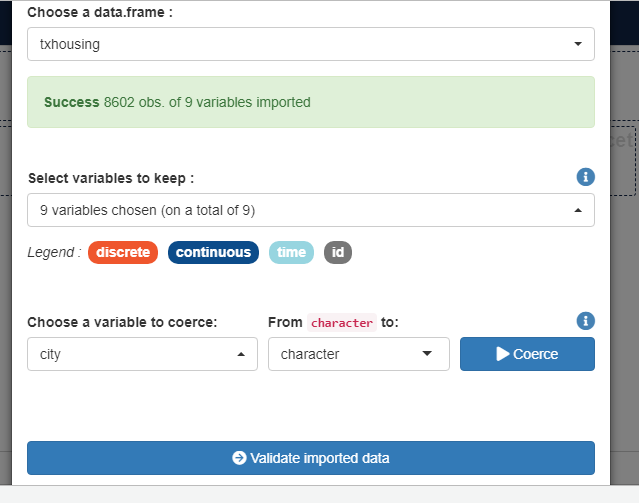 Choose a data.frame :
txhousing
Success 8602 obs. of 9 variables imported
Select variables to keep :
9 variables chosen (on a total of 9)
Legend : discrete continuous time id
Choose a variable to coerce: From character to:
city character Coerce
Validate imported data